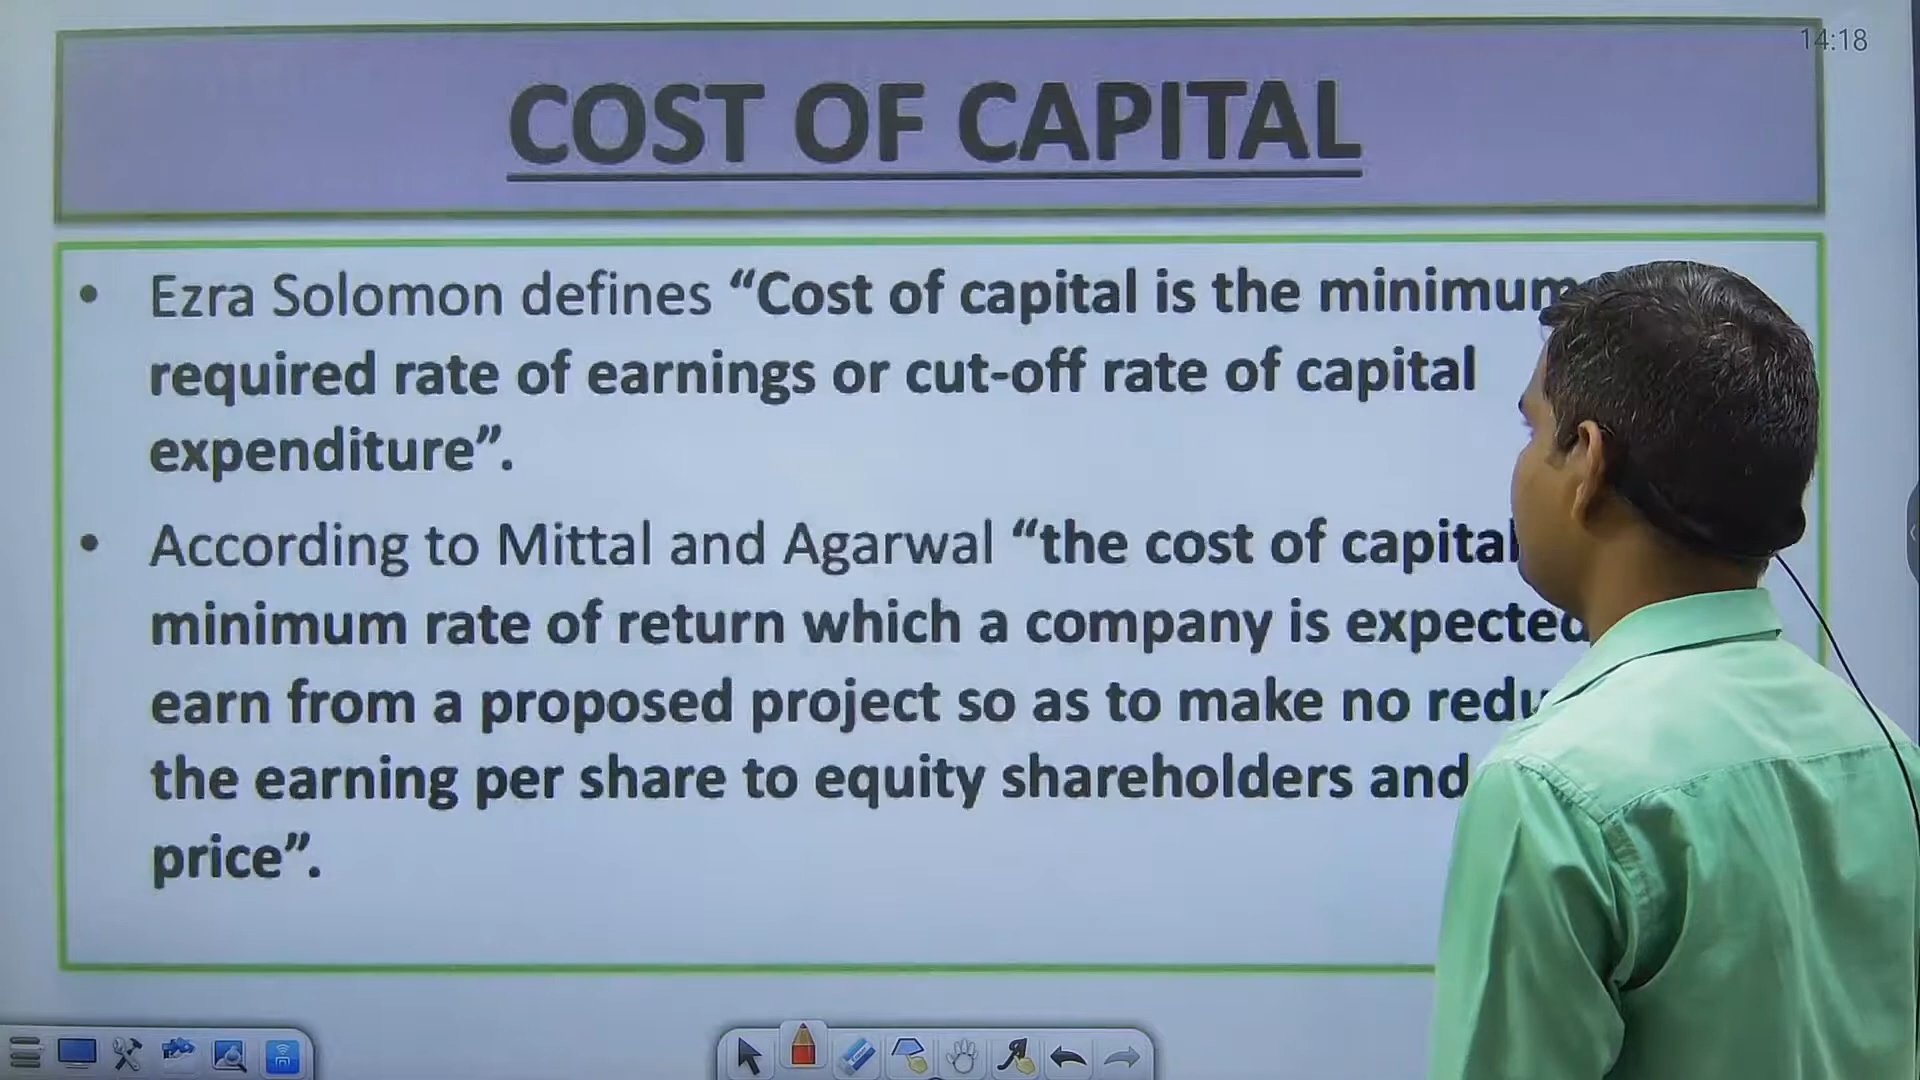 14:18
COST OF CAPITAL
• Ezra Solomon defines “Cost of capital is the minimum
required rate of earnings or cut-off rate of capital
expenditure”.
• According to Mittal and Agarwal “the cost of capital
minimum rate of return which a company is expected
earn from a proposed project so as to make no
the earning per share to equity shareholders and
price”.